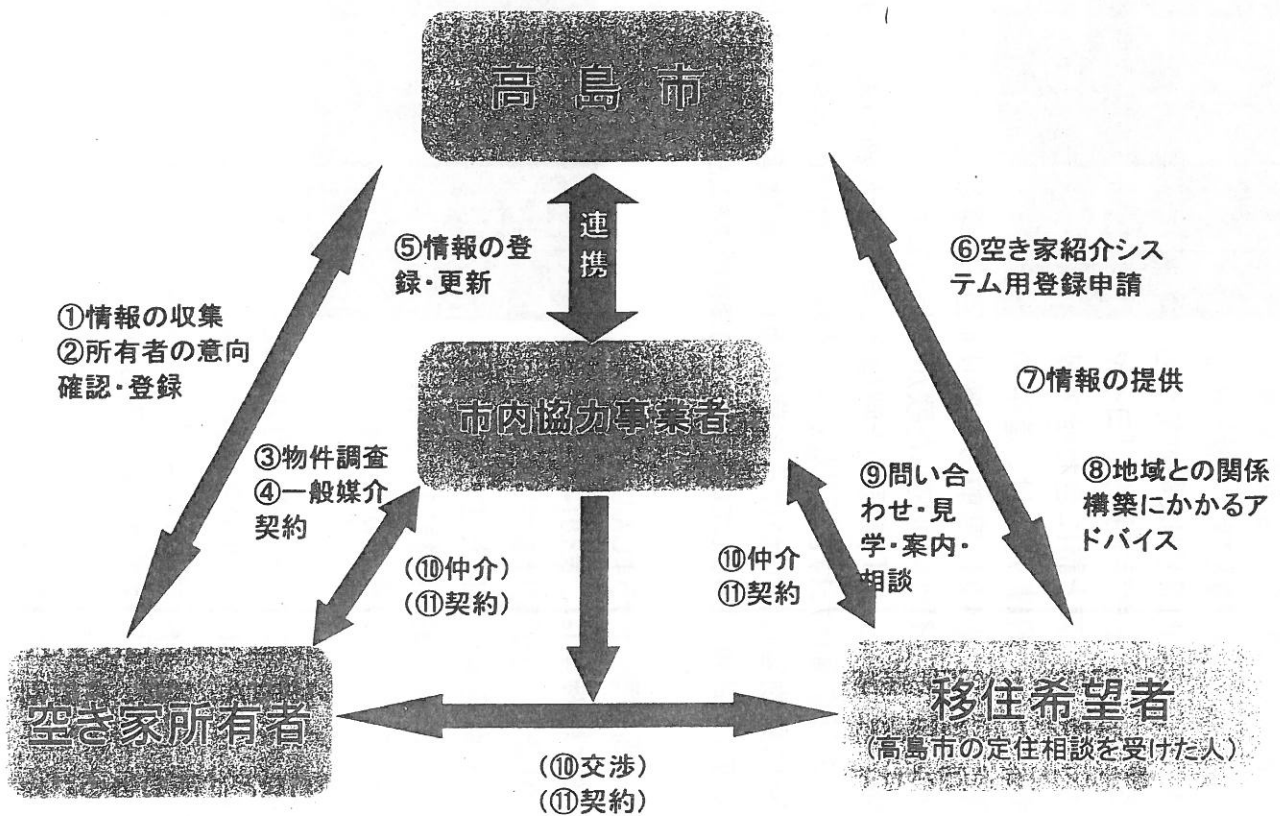 高島市
連携
⑤情報の登
録・更新
⑥空き家紹介シス
テム用登録申請
①情報の収集
②所有者の意向
確認・登録
⑦情報の提供
市内協力事業者
③物件調査
④一般媒介
契約
⑨問い合
わせ・見
学・案内・
相談
⑧地域との関係
構築にかかるア
ドバイス
(⑩仲介)
(⑪契約)
⑩仲介
⑪契約
空き家所有者
移住希望者
(高島市の定住相談を受けた人)
(⑩交渉)
(⑪契約)